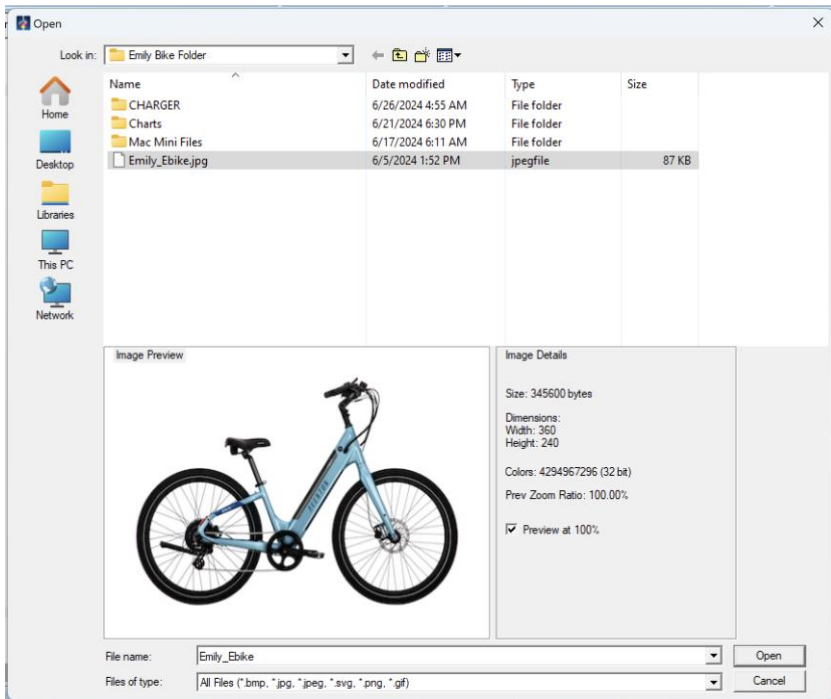 Open
Look in: Emily Bike Folder
Home
Desktop
Libraries
This PC
Network
Name Date modified Type Size
CHARGER 6/26/2024 4:55 AM File folder
Charts 6/21/2024 6:30 PM File folder
Mac Mini Files 6/17/2024 6:11 AM File folder
Emily_Ebike.jpg 6/5/2024 1:52 PM jpegfile 87 KB
Image Preview
Image Details
Size: 345600 bytes
Dimensions:
Width: 360
Height: 240
Colors: 4294967296 (32 bit)
Prev Zoom Ratio: 100.00%
Preview at 100%
File name: Emily_Ebike Open
Files of type: All Files (*.bmp, *.jpg, *.jpeg, *.svg, *.png, *.gif) Cancel